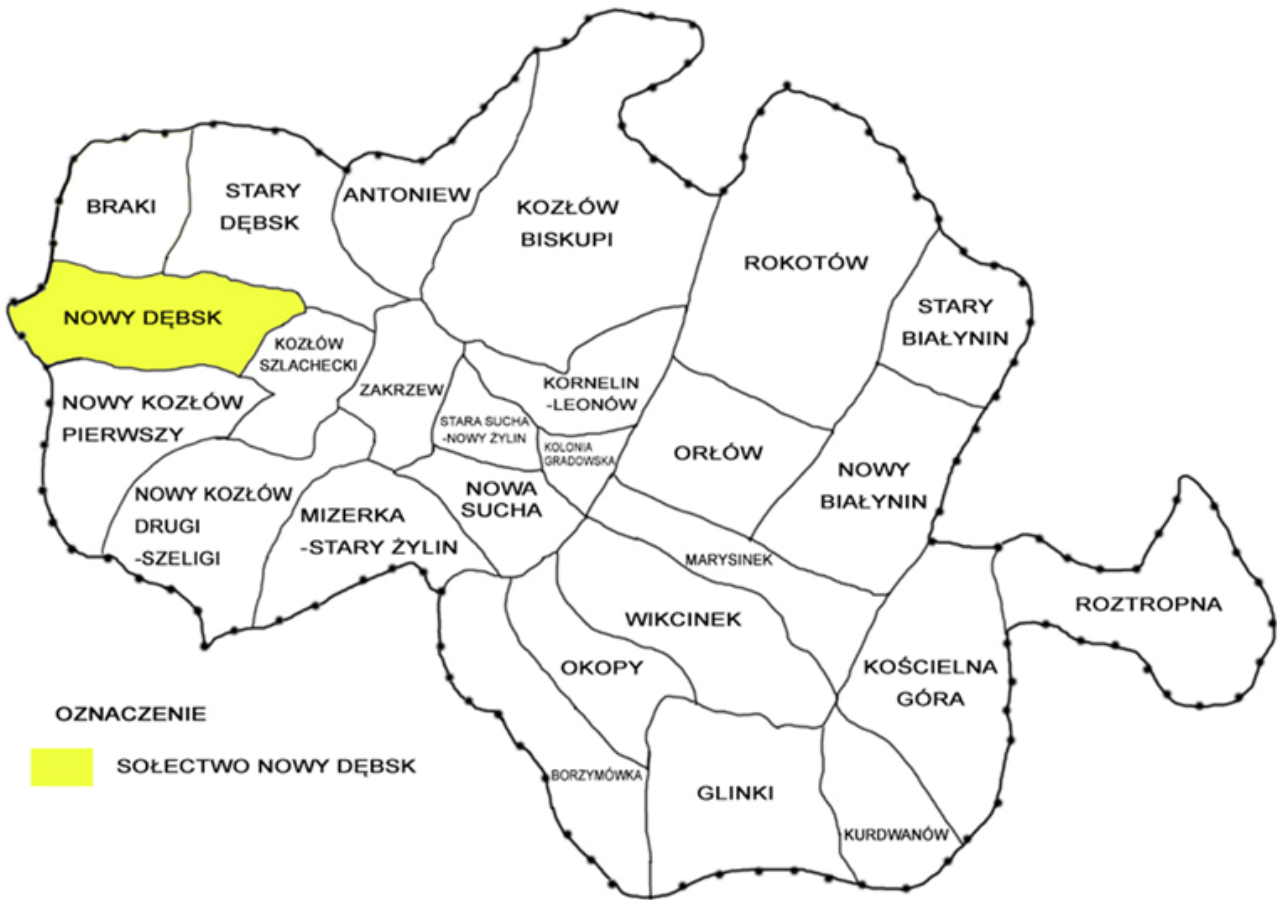 BRAKI
STARY
DĘBSK
ANTONIEW
KOZŁÓW
BISKUPI
ROKOTÓW
STARY
BIAŁYNIN
NOWY DĘBSK
KOZŁÓW
SZLACHECKI
ZAKRZEW
KORNELIN
-LEONÓW
NOWY KOZŁÓW
PIERWSZY
STARA SUCHA
-NOWY ŻYLIN
KOLONIA
GRADOWSKA
ORŁÓW
NOWY
BIAŁYNIN
NOWY KOZŁÓW
DRUGI
-SZELIGI
MIZERKA
-STARY ŻYLIN
NOWA
SUCHA
MARYSINEK
WIKCINEK
ROZTROPNA
OKOPY
KOŚCIELNA
GÓRA
BORZYMÓWKA
GLINKI
KURDWANÓW
OZNACZENIE
SOŁECTWO NOWY DĘBSK